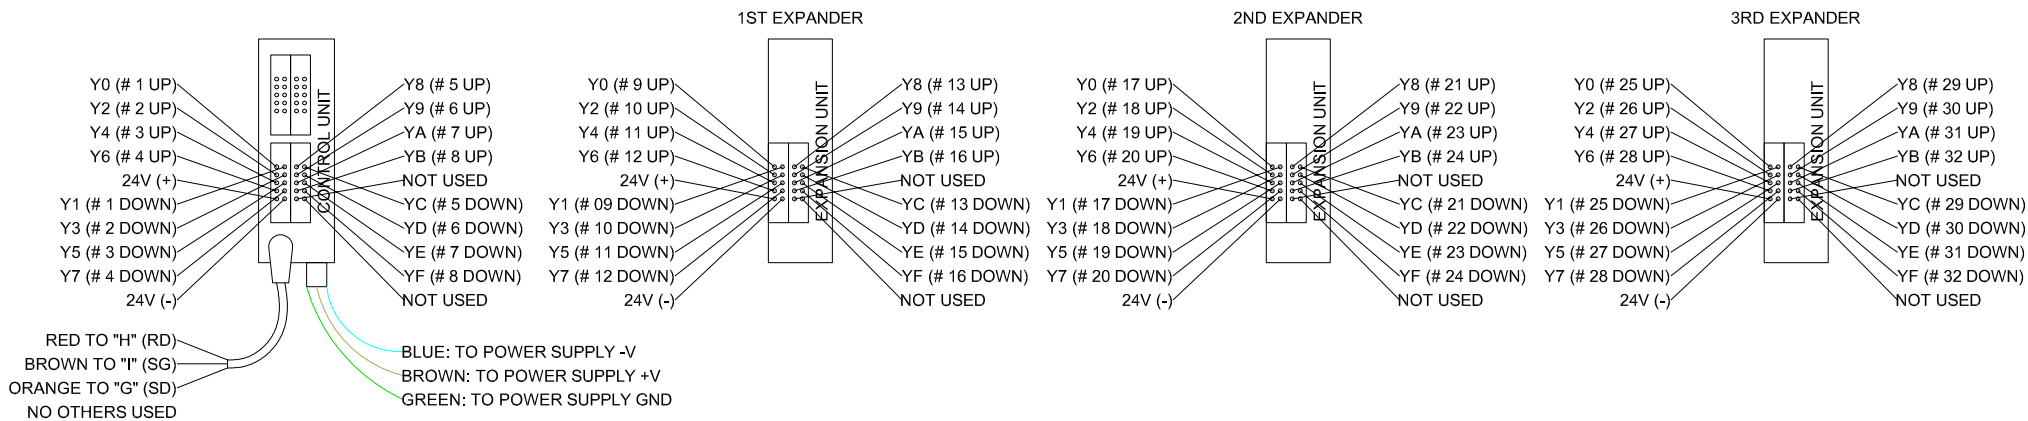 1ST EXPANDER
2ND EXPANDER
3RD EXPANDER
Y0 (# 1 UP)
Y2 (# 2 UP)
Y4 (# 3 UP)
Y6 (# 4 UP)
24V (+)
Y1 (# 1 DOWN)
Y3 (# 2 DOWN)
Y5 (# 3 DOWN)
Y7 (# 4 DOWN)
24V (-)
CONTROL UNIT
Y8 (# 5 UP)
Y9 (# 6 UP)
YA (# 7 UP)
YB (# 8 UP)
NOT USED
YC (# 5 DOWN)
YD (# 6 DOWN)
YE (# 7 DOWN)
YF (# 8 DOWN)
NOT USED
RED TO "H" (RD)
BROWN TO "I" (SG)
ORANGE TO "G" (SD)
NO OTHERS USED
BLUE: TO POWER SUPPLY -V
BROWN: TO POWER SUPPLY +V
GREEN: TO POWER SUPPLY GND
Y0 (# 9 UP)
Y2 (# 10 UP)
Y4 (# 11 UP)
Y6 (# 12 UP)
24V (+)
Y1 (# 09 DOWN)
Y3 (# 10 DOWN)
Y5 (# 11 DOWN)
Y7 (# 12 DOWN)
24V (-)
EXPANSION UNIT
Y8 (# 13 UP)
Y9 (# 14 UP)
YA (# 15 UP)
YB (# 16 UP)
NOT USED
YC (# 13 DOWN)
YD (# 14 DOWN)
YE (# 15 DOWN)
YF (# 16 DOWN)
NOT USED
Y0 (# 17 UP)
Y2 (# 18 UP)
Y4 (# 19 UP)
Y6 (# 20 UP)
24V (+)
Y1 (# 17 DOWN)
Y3 (# 18 DOWN)
Y5 (# 19 DOWN)
Y7 (# 20 DOWN)
24V (-)
EXPANSION UNIT
Y8 (# 21 UP)
Y9 (# 22 UP)
YA (# 23 UP)
YB (# 24 UP)
NOT USED
YC (# 21 DOWN)
YD (# 22 DOWN)
YE (# 23 DOWN)
YF (# 24 DOWN)
NOT USED
Y0 (# 25 UP)
Y2 (# 26 UP)
Y4 (# 27 UP)
Y6 (# 28 UP)
24V (+)
Y1 (# 25 DOWN)
Y3 (# 26 DOWN)
Y5 (# 27 DOWN)
Y7 (# 28 DOWN)
24V (-)
EXPANSION UNIT
Y8 (# 29 UP)
Y9 (# 30 UP)
YA (# 31 UP)
YB (# 32 UP)
NOT USED
YC (# 29 DOWN)
YD (# 30 DOWN)
YE (# 31 DOWN)
YF (# 32 DOWN)
NOT USED